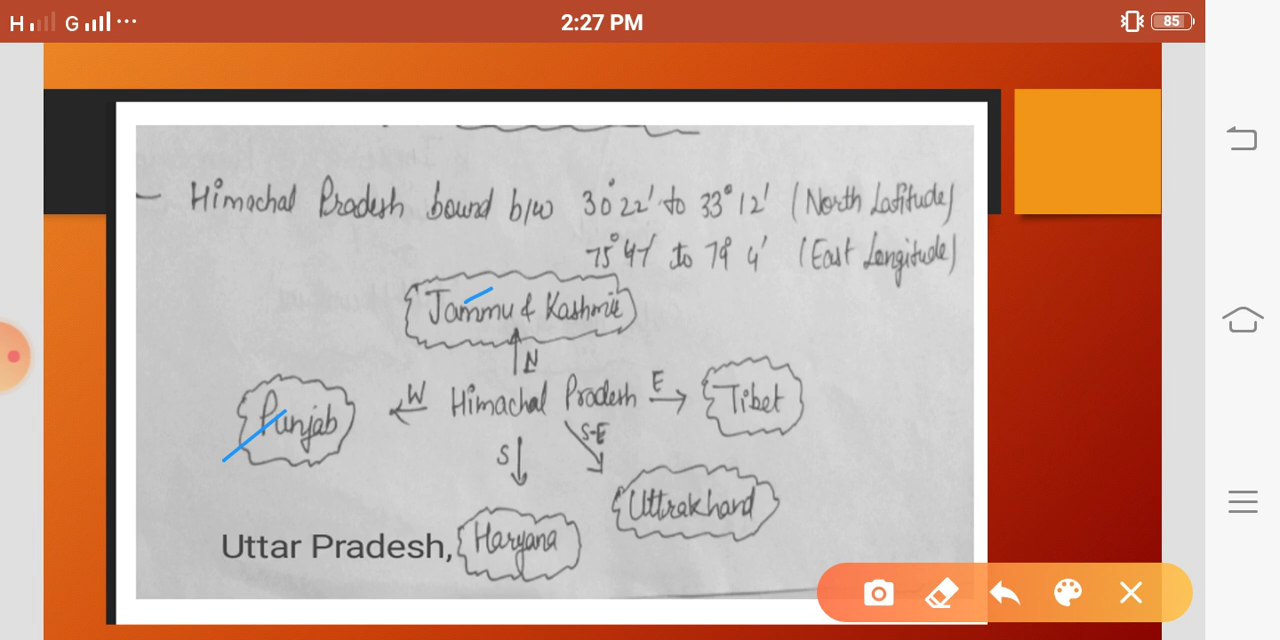 H G ...
2:27 PM
85
Himachal Pradesh bound b/w 30°22' to 33°12' (North Latitude)
75°47' to 79° 4' (East Longitude)
Jammu & Kashmir
N
W Himachal Pradesh E
Punjab
Tibet
S
S-E
Uttrakhand
Uttar Pradesh, Haryana